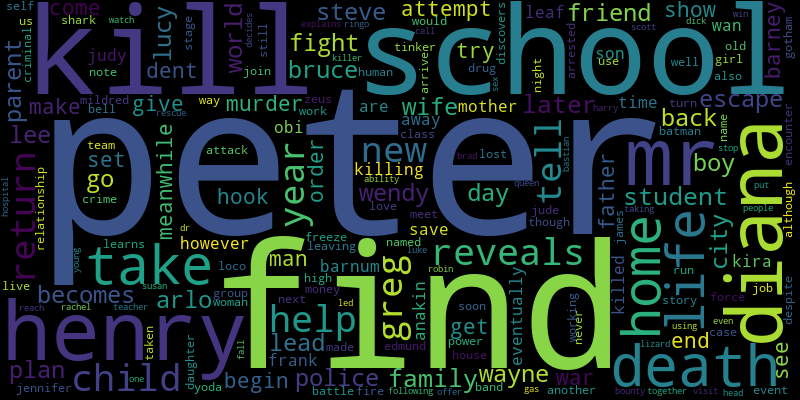 self us criminal parent come shark watch note judy kill stage ringo steve attempt friend show would call leaf old girl also
explains tinker arriver drug night sex school wan son use well gotham barney
world decides still join human fight bruce try discovers arrested scott dick win
lucy dent killer
mildred make bell rescue way give murder work zeus are wife mother later time turn escape
lee team crime peter obi order year new away class killing tell back batman name stop boy encounter
attack hook wendy day lost bastian father student
hospital relationship set go meanwhile brad love meet queen jude though harry mr
return learns however dr freeze leaving loco save named luke robin reveals home life city kira diana although people put
live young take man barnum high group woman ability
becomes susan arlo help next money led greg anakin soon power eventually working never killed james run story force job despite
henry reach rachel teacher fall find lead made edmund get house using even case lizard end
child daughter frank band wayne war death see
plan jennifer taken one yoda begin police battle fire family following offer gas another bounty together visit head event
taking